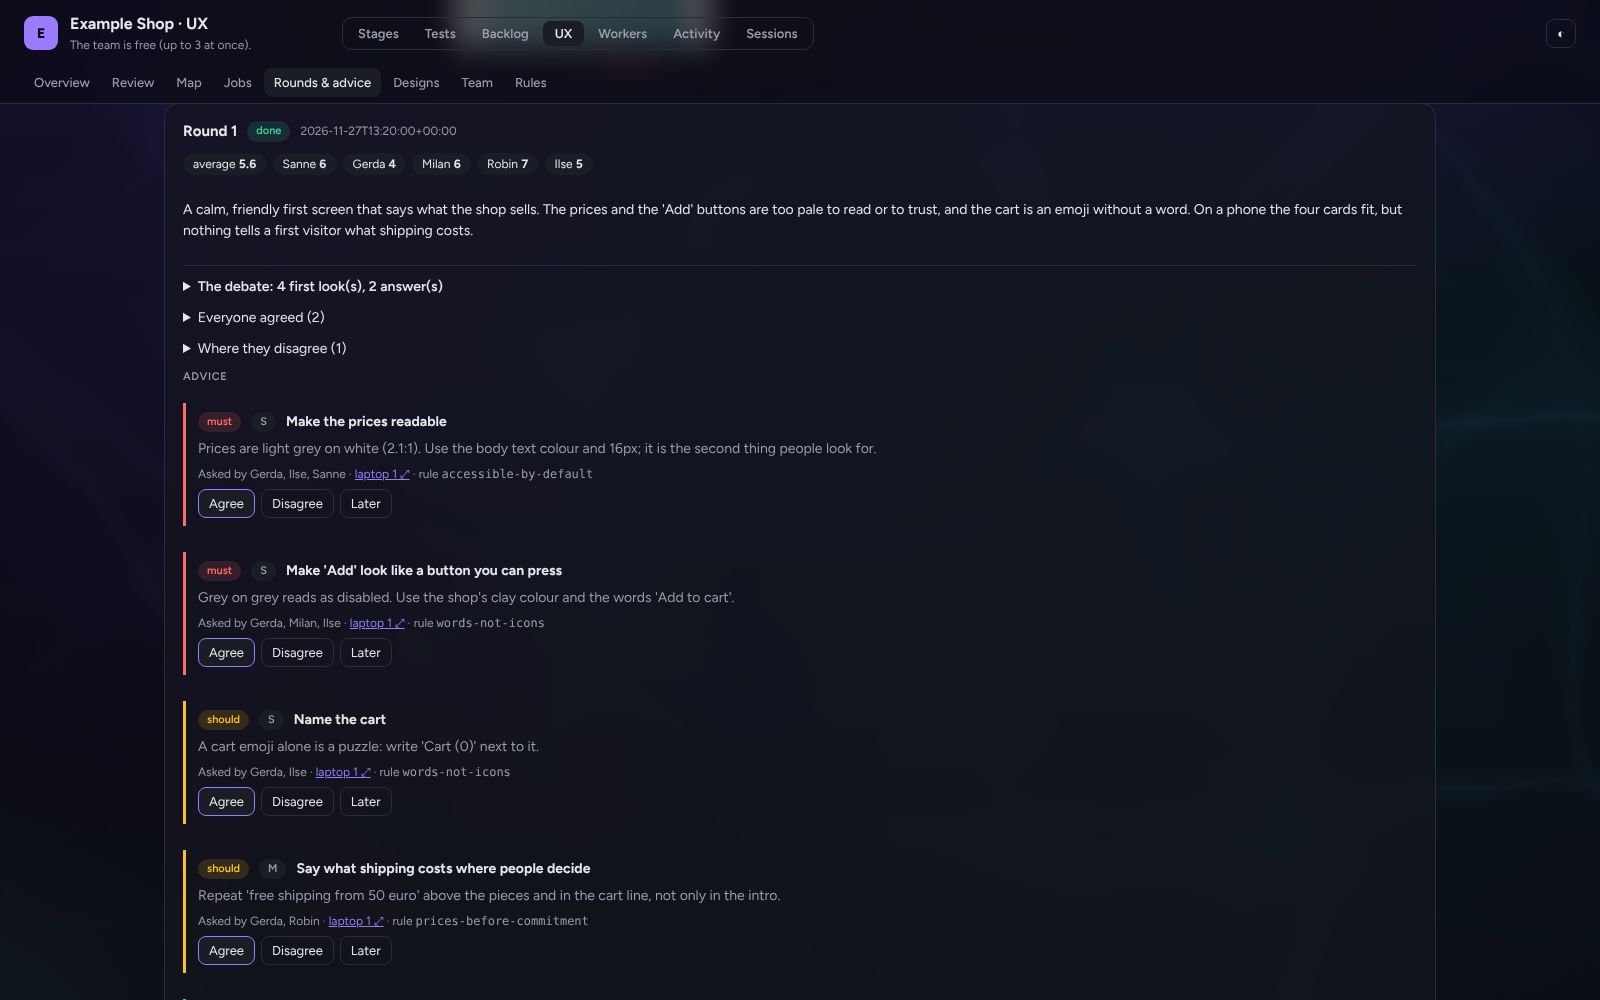 E
Example Shop · UX
The team is free (up to 3 at once).
Stages
Tests
Backlog
UX
Workers
Activity
Sessions
Overview
Review
Map
Jobs
Rounds & advice
Designs
Team
Rules
Round 1 done 2026-11-27T13:20:00+00:00
average 5.6 Sanne 6 Gerda 4 Milan 6 Robin 7 Ilse 5
A calm, friendly first screen that says what the shop sells. The prices and the 'Add' buttons are too pale to read or to trust, and the cart is an emoji without a word. On a phone the four cards fit, but
nothing tells a first visitor what shipping costs.
The debate: 4 first look(s), 2 answer(s)
Everyone agreed (2)
Where they disagree (1)
ADVICE
must S Make the prices readable
Prices are light grey on white (2.1:1). Use the body text colour and 16px; it is the second thing people look for.
Asked by Gerda, Ilse, Sanne · laptop 1 ⤢ · rule accessible-by-default
Agree Disagree Later
must S Make 'Add' look like a button you can press
Grey on grey reads as disabled. Use the shop's clay colour and the words 'Add to cart'.
Asked by Gerda, Milan, Ilse · laptop 1 ⤢ · rule words-not-icons
Agree Disagree Later
should S Name the cart
A cart emoji alone is a puzzle: write 'Cart (0)' next to it.
Asked by Gerda, Ilse · laptop 1 ⤢ · rule words-not-icons
Agree Disagree Later
should M Say what shipping costs where people decide
Repeat 'free shipping from 50 euro' above the pieces and in the cart line, not only in the intro.
Asked by Gerda, Robin · laptop 1 ⤢ · rule prices-before-commitment
Agree Disagree Later